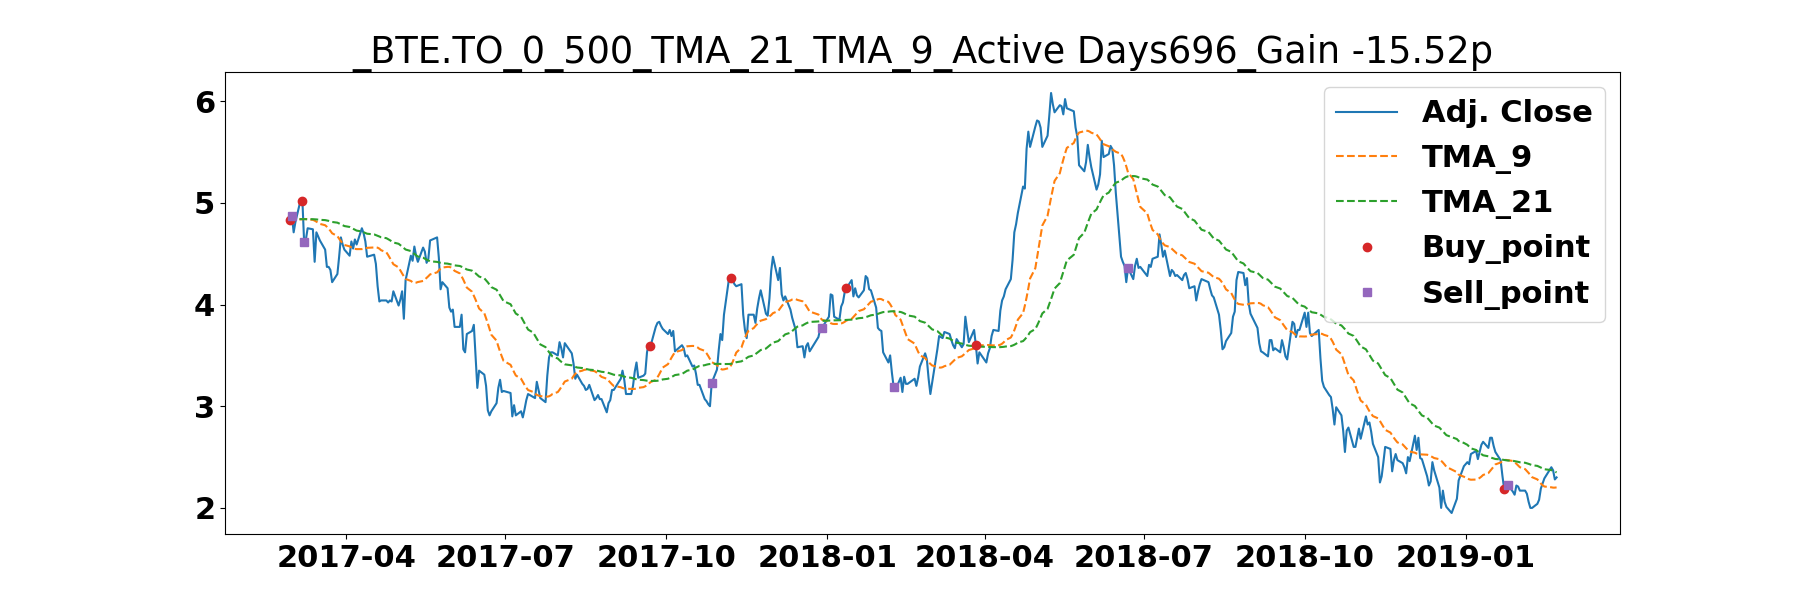 _BTE.TO_0_500_TMA_21_TMA_9_Active Days696_Gain -15.52p
6
5
4
3
2
Adj. Close
TMA_9
TMA_21
Buy_point
Sell_point
2017-04 2017-07 2017-10 2018-01 2018-04 2018-07 2018-10 2019-01